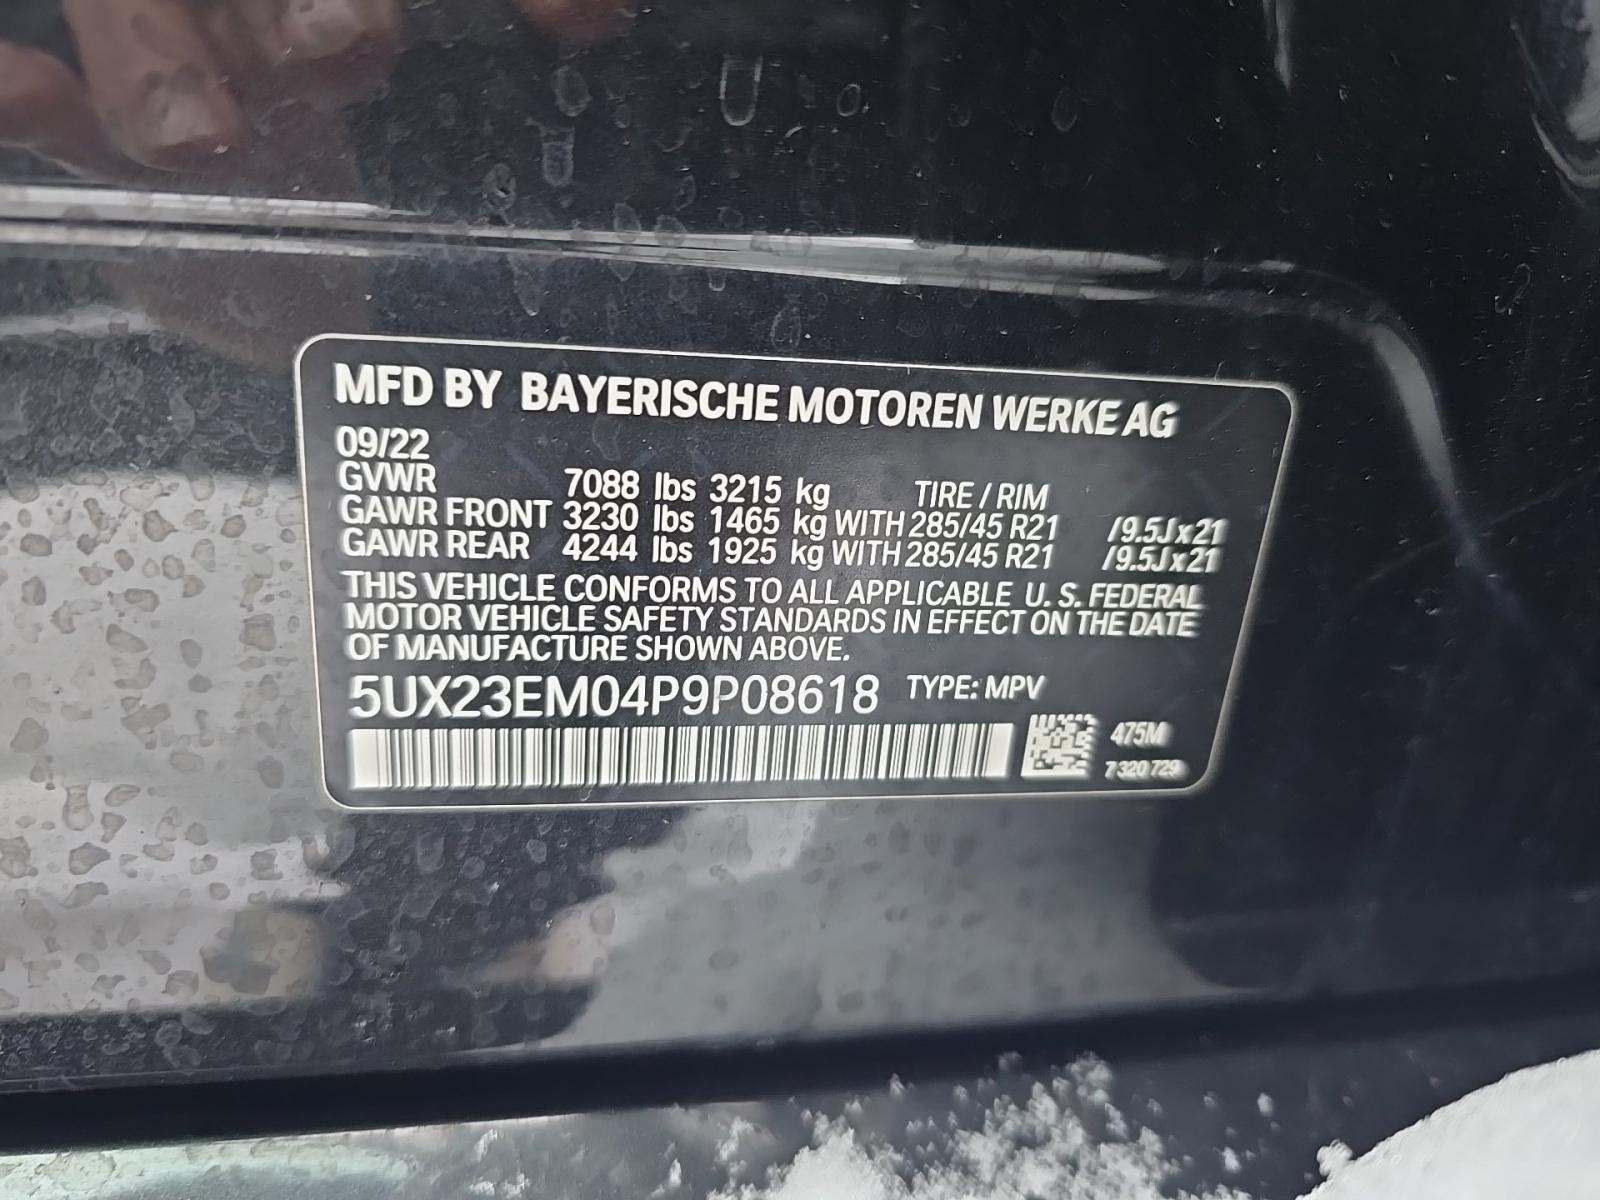 MFD BY BAYERISCHE MOTOREN WERKE AG
09/22
GVWR 7088 lbs 3215 kg TIRE / RIM
GAWR FRONT 3230 lbs 1465 kg WITH 285/45 R21 /9.5Jx21
GAWR REAR 4244 lbs 1925 kg WITH 285/45 R21 /9.5Jx21
THIS VEHICLE CONFORMS TO ALL APPLICABLE U.S. FEDERAL
MOTOR VEHICLE SAFETY STANDARDS IN EFFECT ON THE DATE
OF MANUFACTURE SHOWN ABOVE.
5UX23EM04P9P08618 TYPE: MPV
475M
7 320 729